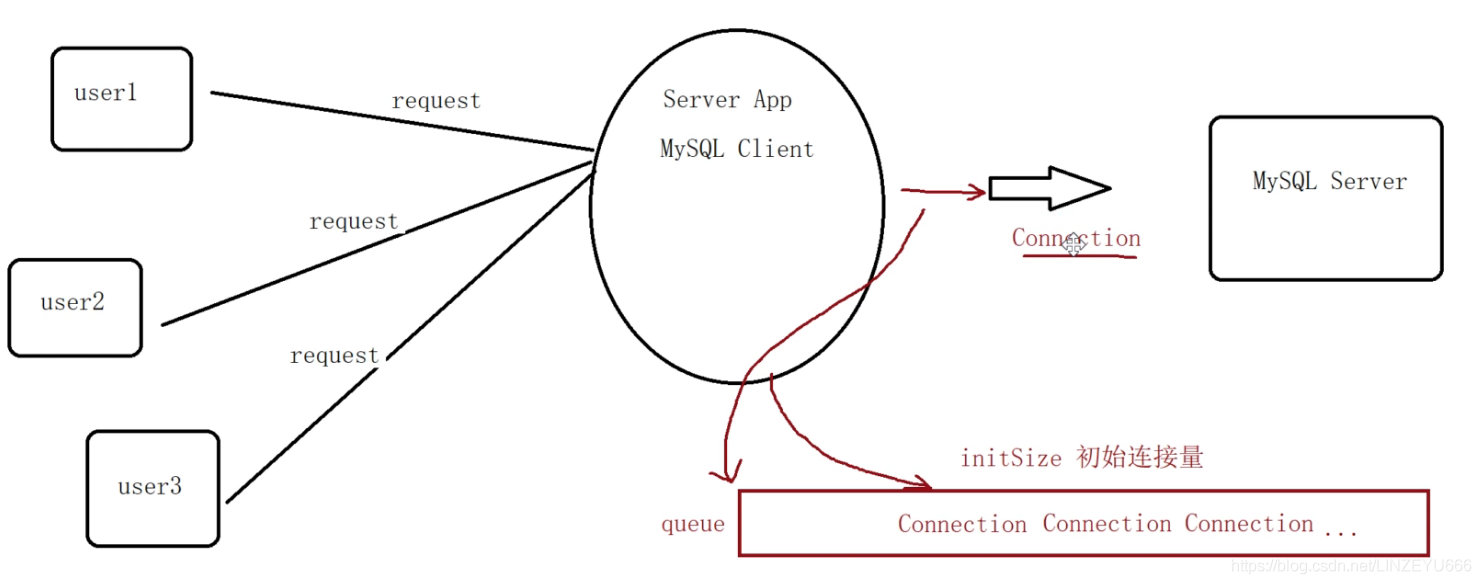 user1
request
Server App
MySQL Client
MySQL Server
request
Connection
user2
request
user3
initSize 初始连接量
queue
Connection Connection Connection ...
https://blog.csdn.net/LINZEYU666